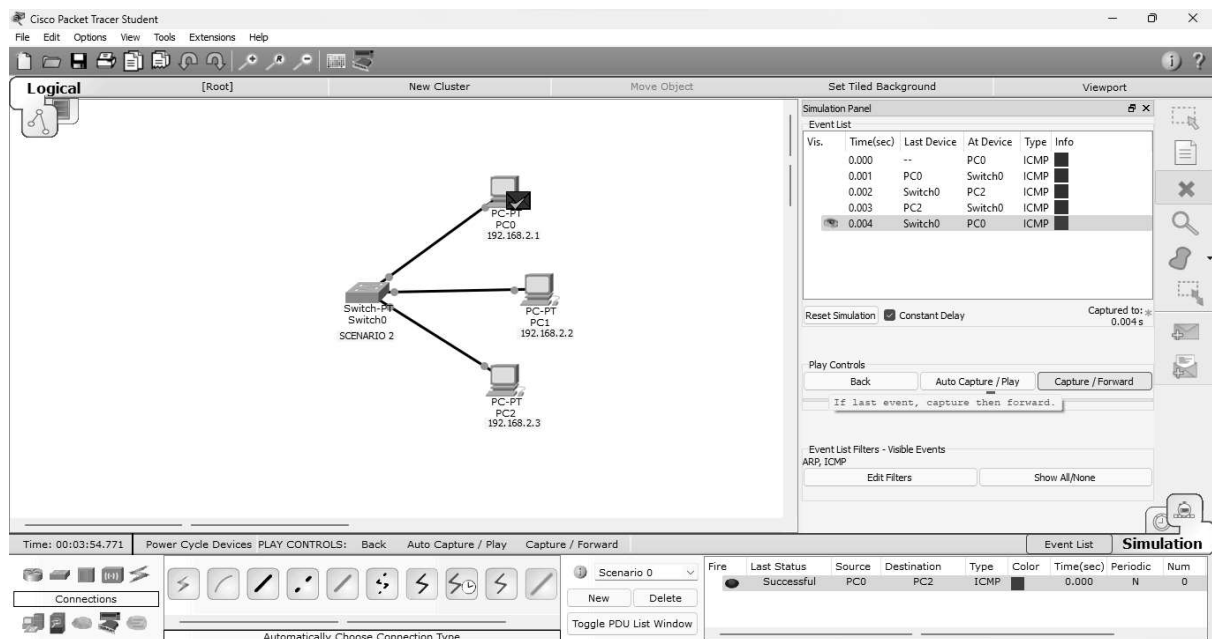 Cisco Packet Tracer Student
File Edit Options View Tools Extensions Help
Logical [Root] New Cluster Move Object Set Tiled Background Viewport
Simulation Panel
Event List
Vis. Time(sec) Last Device At Device Type Info
0.000 -- PC0 ICMP
0.001 PC0 Switch0 ICMP
0.002 Switch0 PC2 ICMP
0.003 PC2 Switch0 ICMP
0.004 Switch0 PC0 ICMP
Reset Simulation Constant Delay Captured to: *
0.004 s
Play Controls
Back Auto Capture / Play Capture / Forward
If last event, capture then forward.
Event List Filters - Visible Events
ARP, ICMP
Edit Filters Show All/None
PC-PT
PC0
192.168.2.1
Switch-PT
Switch0
SCENARIO 2
PC-PT
PC1
192.168.2.2
PC-PT
PC2
192.168.2.3
Time: 00:03:54.771 Power Cycle Devices PLAY CONTROLS: Back Auto Capture / Play Capture / Forward Event List Simulation
Connections
Automatically Choose Connection Type
Scenario 0
New Delete
Toggle PDU List Window
Fire Last Status Source Destination Type Color Time(sec) Periodic Num
Successful PC0 PC2 ICMP 0.000 N 0